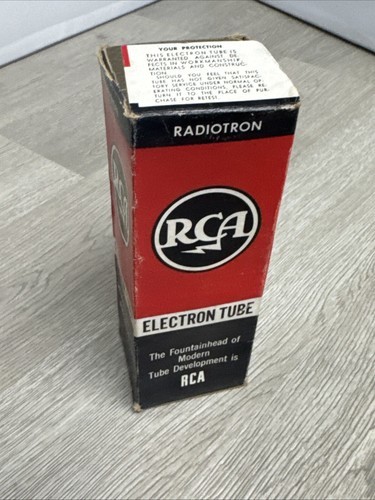 YOUR PROTECTION
THIS ELECTRON TUBE IS
WARRANTED AGAINST DE
FECTS IN WORKMANSHIP,
MATERIALS AND CONSTRUC-
TION
SHOULD YOU FEEL THAT THIS
TUBE HAS NOT GIVEN SATISFAC-
TORY SERVICE UNDER NORMAL OP
ERATING CONDITIONS, PLEASE RE-
TURN IT TO THE PLACE OF PUR-
CHASE FOR RETEST.
RADIOTRON
RCA
ELECTRON TUBE
The Fountainhead of
Modern
Tube Development is
RCA